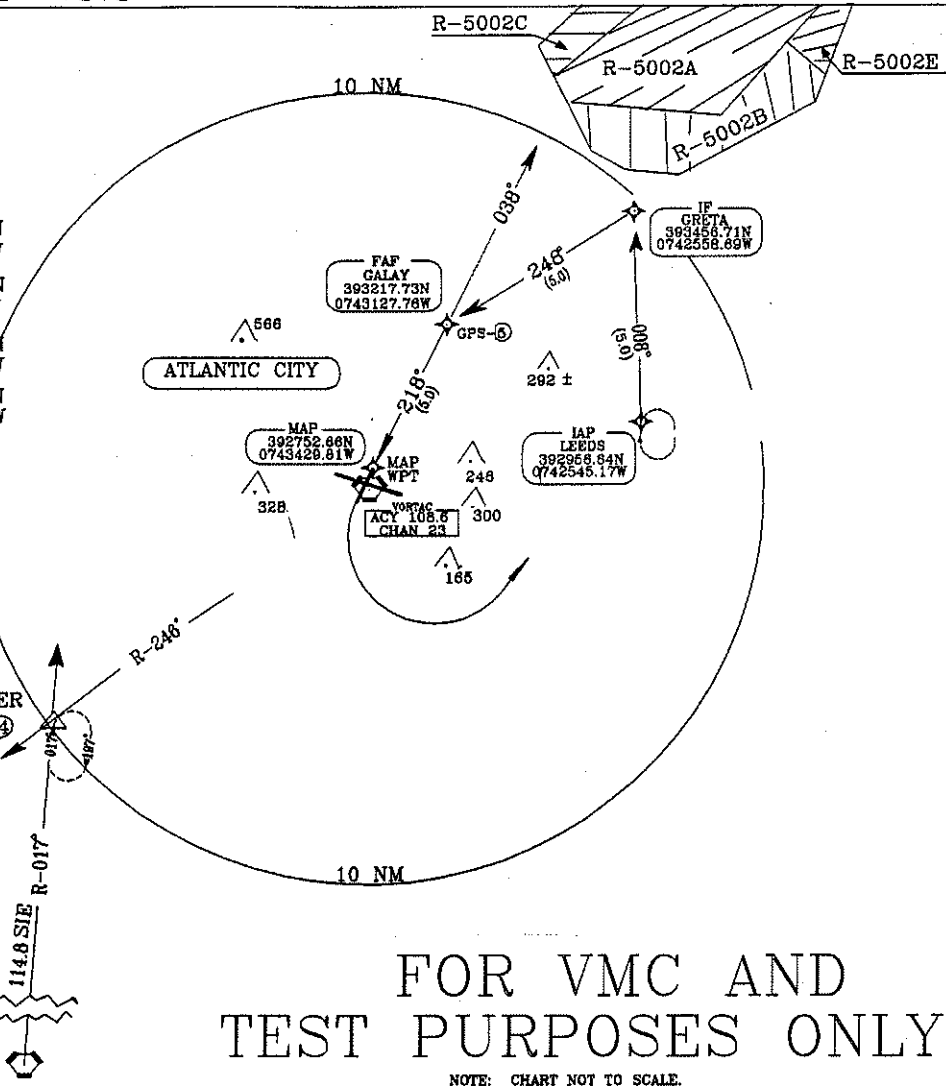 R-5002C
R-5002A
R-5002E
R-5002B
10 NM
038°
IF
GRETA
393456.71N
0742558.69W
248°
(5.0)
FAF
GALAY
393217.73N
0743127.76W
GPS-5
008°
(5.0)
566
ATLANTIC CITY
292 ±
218°
(5.0)
MAP
392752.66N
0743429.81W
MAP
WPT
IAP
LEEDS
392956.64N
0742545.17W
246
328
VORTAC
ACY 108.6
CHAN 23
300
165
R-246°
ER
4
017°
197°
10 NM
114.8 SIE R-017°
FOR VMC AND
TEST PURPOSES ONLY
NOTE: CHART NOT TO SCALE.